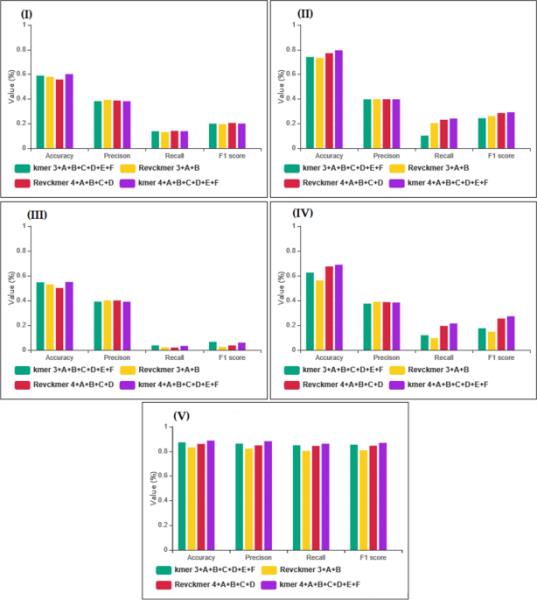 (I)
1
0.8
0.6
0.4
0.2
0
Value (%)
Accuracy Precison Recall F1 score
kmer 3+A+B+C+D+E+F Revckmer 3+A+B
Revckmer 4+A+B+C+D kmer 4+A+B+C+D+E+F
(II)
1
0.8
0.6
0.4
0.2
0
Value (%)
Accuracy Precison Recall F1 score
kmer 3+A+B+C+D+E+F Revckmer 3+A+B
Revckmer 4+A+B+C+D kmer 4+A+B+C+D+E+F
(III)
1
0.8
0.6
0.4
0.2
0
Value (%)
Accuracy Precison Recall F1 score
kmer 3+A+B+C+D+E+F Revckmer 3+A+B
Revckmer 4+A+B+C+D kmer 4+A+B+C+D+E+F
(IV)
1
0.8
0.6
0.4
0.2
0
Value (%)
Accuracy Precison Recall F1 score
kmer 3+A+B+C+D+E+F Revckmer 3+A+B
Revckmer 4+A+B+C+D kmer 4+A+B+C+D+E+F
(V)
1
0.8
0.6
0.4
0.2
0
Value (%)
Accuracy Precison Recall F1 score
kmer 3+A+B+C+D+E+F Revckmer 3+A+B
Revckmer 4+A+B+C+D kmer 4+A+B+C+D+E+F